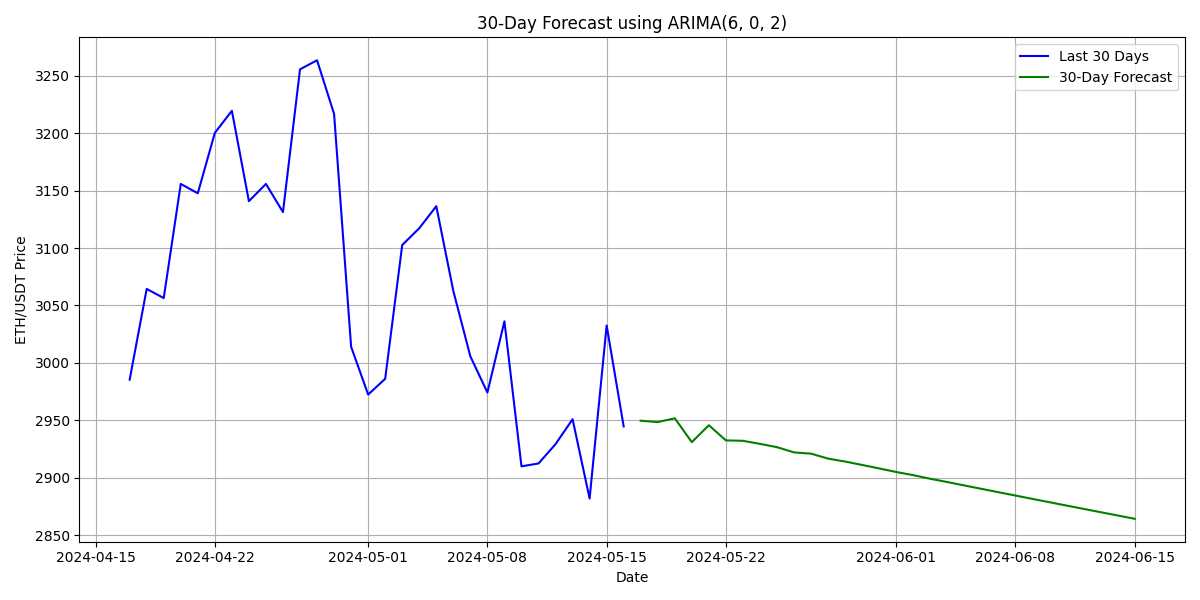 30-Day Forecast using ARIMA(6, 0, 2)
Last 30 Days
30-Day Forecast
ETH/USDT Price
3250
3200
3150
3100
3050
3000
2950
2900
2850
2024-04-15 2024-04-22 2024-05-01 2024-05-08 2024-05-15 2024-05-22 2024-06-01 2024-06-08 2024-06-15
Date